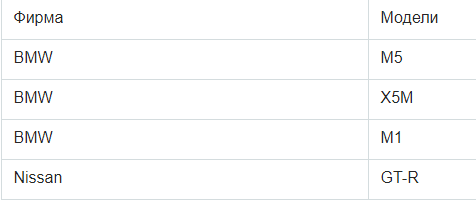 Фирма Модели
BMW M5
BMW X5M
BMW M1
Nissan GT-R